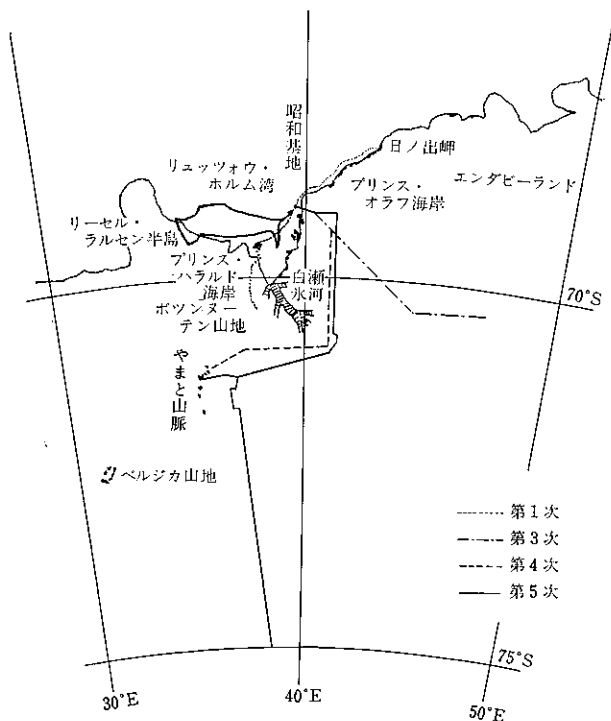 昭和基地
日ノ出岬
リュッツォウ・
ホルム湾
プリンス・
オラフ海岸
エンダビーランド
リーセル・
ラルセン半島
プリンス・
ハラルド
海岸
白瀬
氷河
ボツンヌー
テン山地
70°S
やまと山脈
ベルジカ山地
第1次
第3次
第4次
第5次
75°S
30°E
40°E
50°E